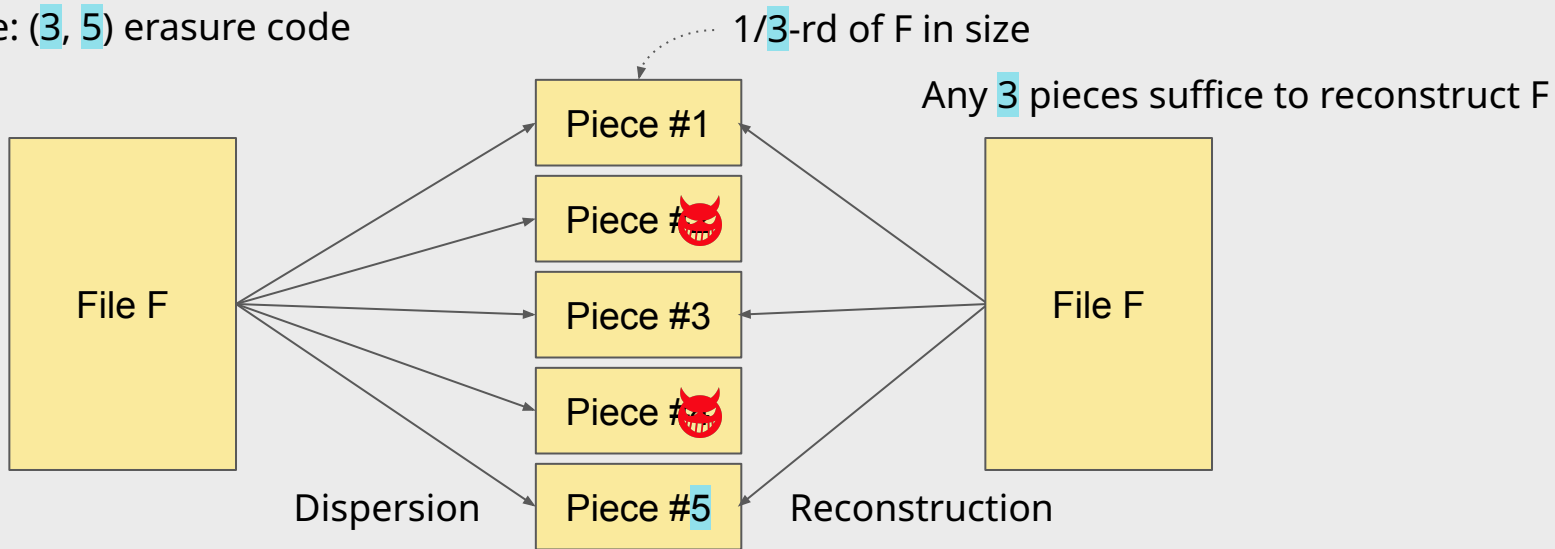 e: (3, 5) erasure code
1/3-rd of F in size
Any 3 pieces suffice to reconstruct F
Piece #1
Piece #
File F
Piece #3
File F
Piece #
Dispersion
Piece #5
Reconstruction